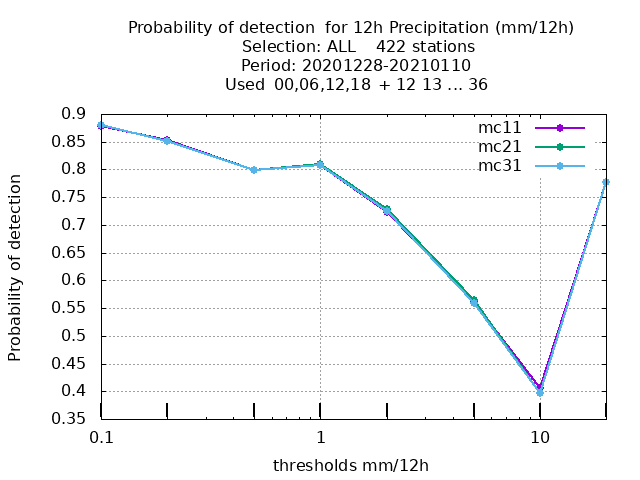 Probability of detection  for 12h Precipitation (mm/12h)
Selection: ALL    422 stations
Period: 20201228-20210110
Used  00,06,12,18  + 12 13 ... 36
Probability of detection
0.9
0.85
0.8
0.75
0.7
0.65
0.6
0.55
0.5
0.45
0.4
0.35
mc11
mc21
mc31
0.1
1
10
thresholds mm/12h